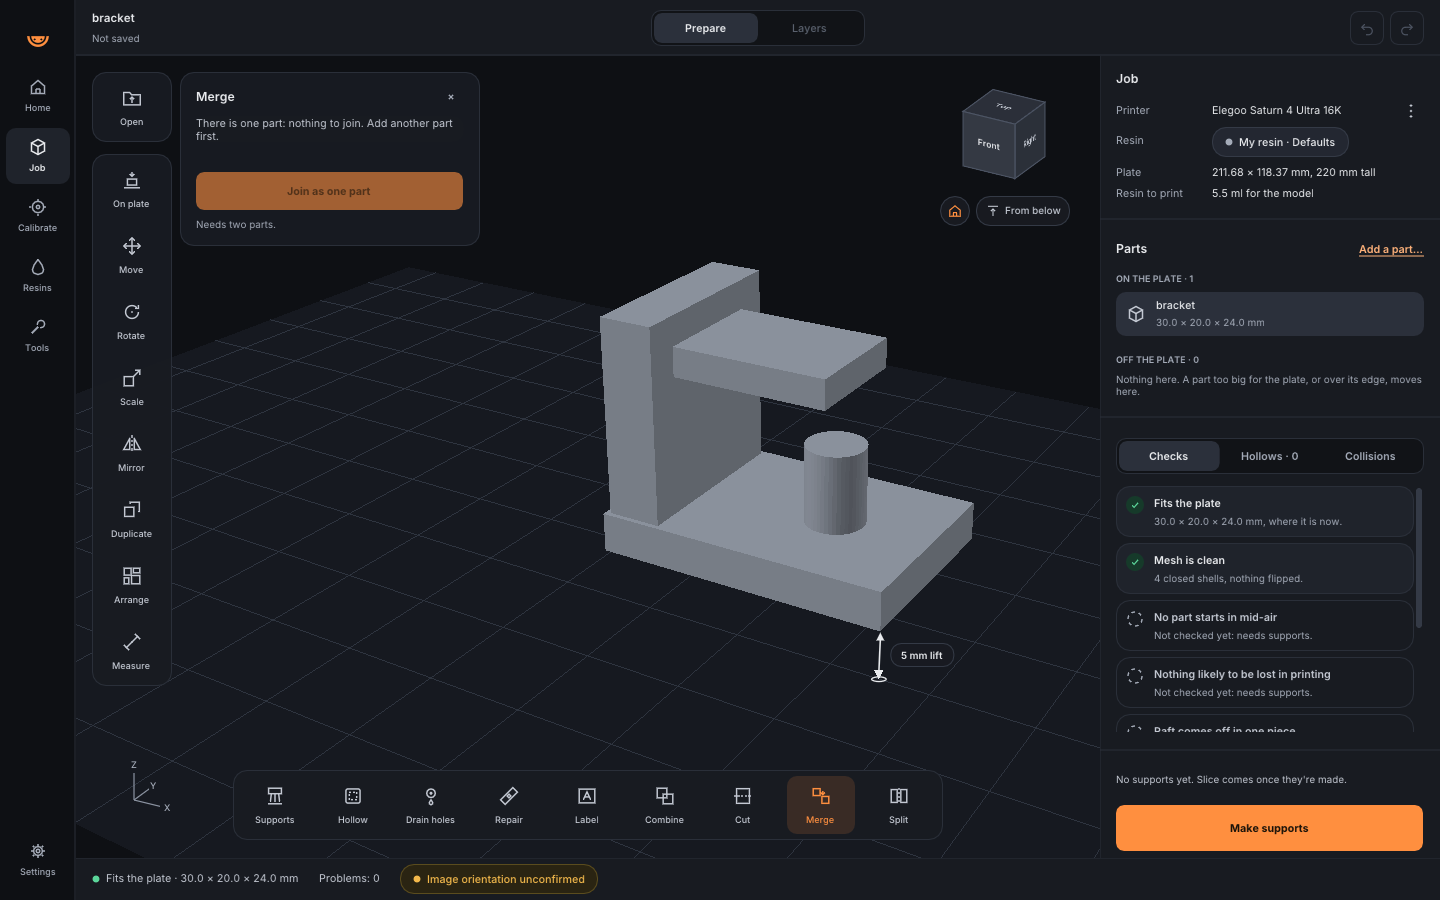 bracket
Not saved
Prepare
Layers
Home
Job
Calibrate
Resins
Tools
Settings
Open
On plate
Move
Rotate
Scale
Mirror
Duplicate
Arrange
Measure
Merge
×
There is one part: nothing to join. Add another part
first.
Join as one part
Needs two parts.
Top
Front
Right
From below
5 mm lift
Z
Y
X
Supports
Hollow
Drain holes
Repair
Label
Combine
Cut
Merge
Split
Job
Printer
Elegoo Saturn 4 Ultra 16K
Resin
My resin · Defaults
Plate
211.68 × 118.37 mm, 220 mm tall
Resin to print
5.5 ml for the model
Parts
Add a part...
ON THE PLATE · 1
bracket
30.0 × 20.0 × 24.0 mm
OFF THE PLATE · 0
Nothing here. A part too big for the plate, or over its edge, moves
here.
Checks
Hollows · 0
Collisions
Fits the plate
30.0 × 20.0 × 24.0 mm, where it is now.
Mesh is clean
4 closed shells, nothing flipped.
No part starts in mid-air
Not checked yet: needs supports.
Nothing likely to be lost in printing
Not checked yet: needs supports.
Raft comes off in one piece
No supports yet. Slice comes once they're made.
Make supports
Fits the plate · 30.0 × 20.0 × 24.0 mm
Problems: 0
Image orientation unconfirmed